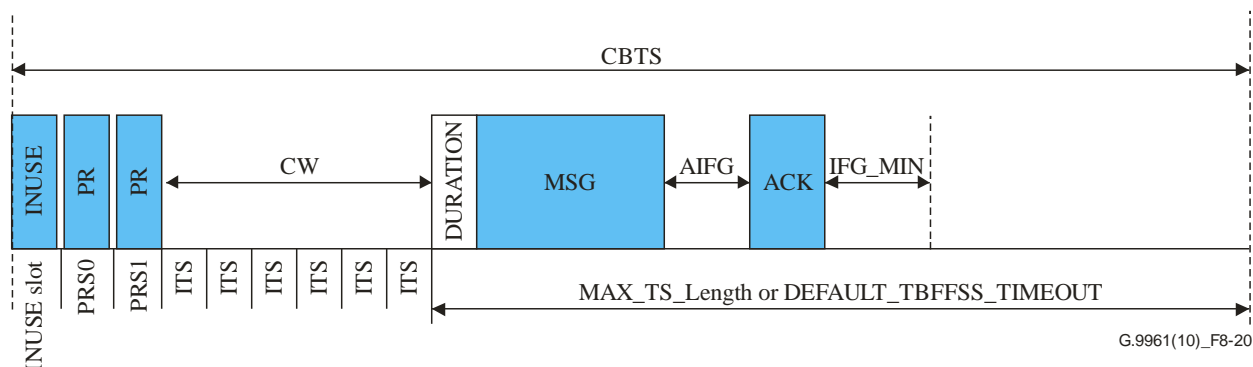 CBTS
INUSE
PR
PR
CW
DURATION
MSG
AIFG
ACK
IFG_MIN
INUSE slot
PRS0
PRS1
ITS
ITS
ITS
ITS
ITS
ITS
MAX_TS_Length or DEFAULT_TBFFSS_TIMEOUT
G.9961(10)_F8-20